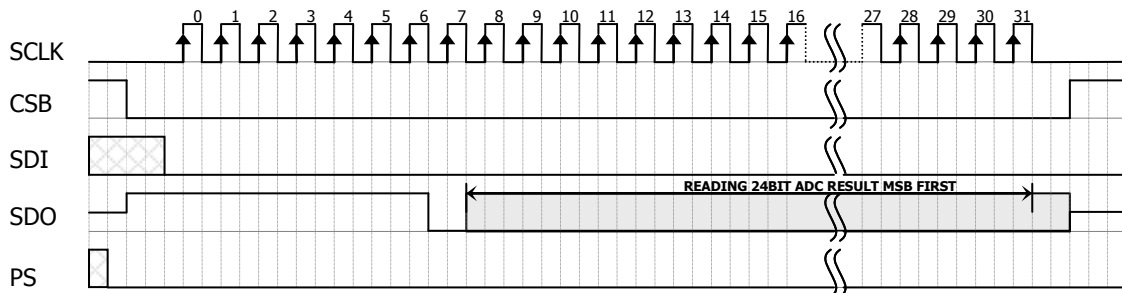 0 1 2 3 4 5 6 7 8 9 10 11 12 13 14 15 16 27 28 29 30 31
SCLK
CSB
SDI
READING 24BIT ADC RESULT MSB FIRST
SDO
PS